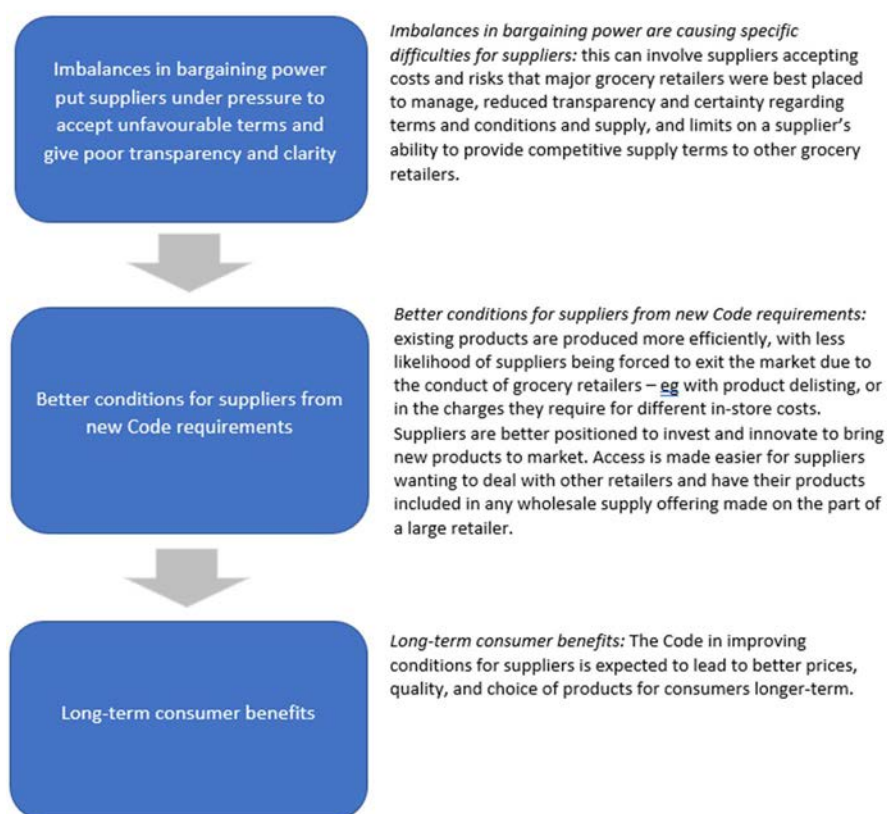 Imbalances in bargaining power
put suppliers under pressure to
accept unfavourable terms and
give poor transparency and clarity
Imbalances in bargaining power are causing specific
difficulties for suppliers: this can involve suppliers accepting
costs and risks that major grocery retailers were best placed
to manage, reduced transparency and certainty regarding
terms and conditions and supply, and limits on a supplier’s
ability to provide competitive supply terms to other grocery
retailers.
Better conditions for suppliers from
new Code requirements
Better conditions for suppliers from new Code requirements:
existing products are produced more efficiently, with less
likelihood of suppliers being forced to exit the market due to
the conduct of grocery retailers – eg with product delisting, or
in the charges they require for different in-store costs.
Suppliers are better positioned to invest and innovate to bring
new products to market. Access is made easier for suppliers
wanting to deal with other retailers and have their products
included in any wholesale supply offering made on the part of
a large retailer.
Long-term consumer benefits
Long-term consumer benefits: The Code in improving
conditions for suppliers is expected to lead to better prices,
quality, and choice of products for consumers longer-term.